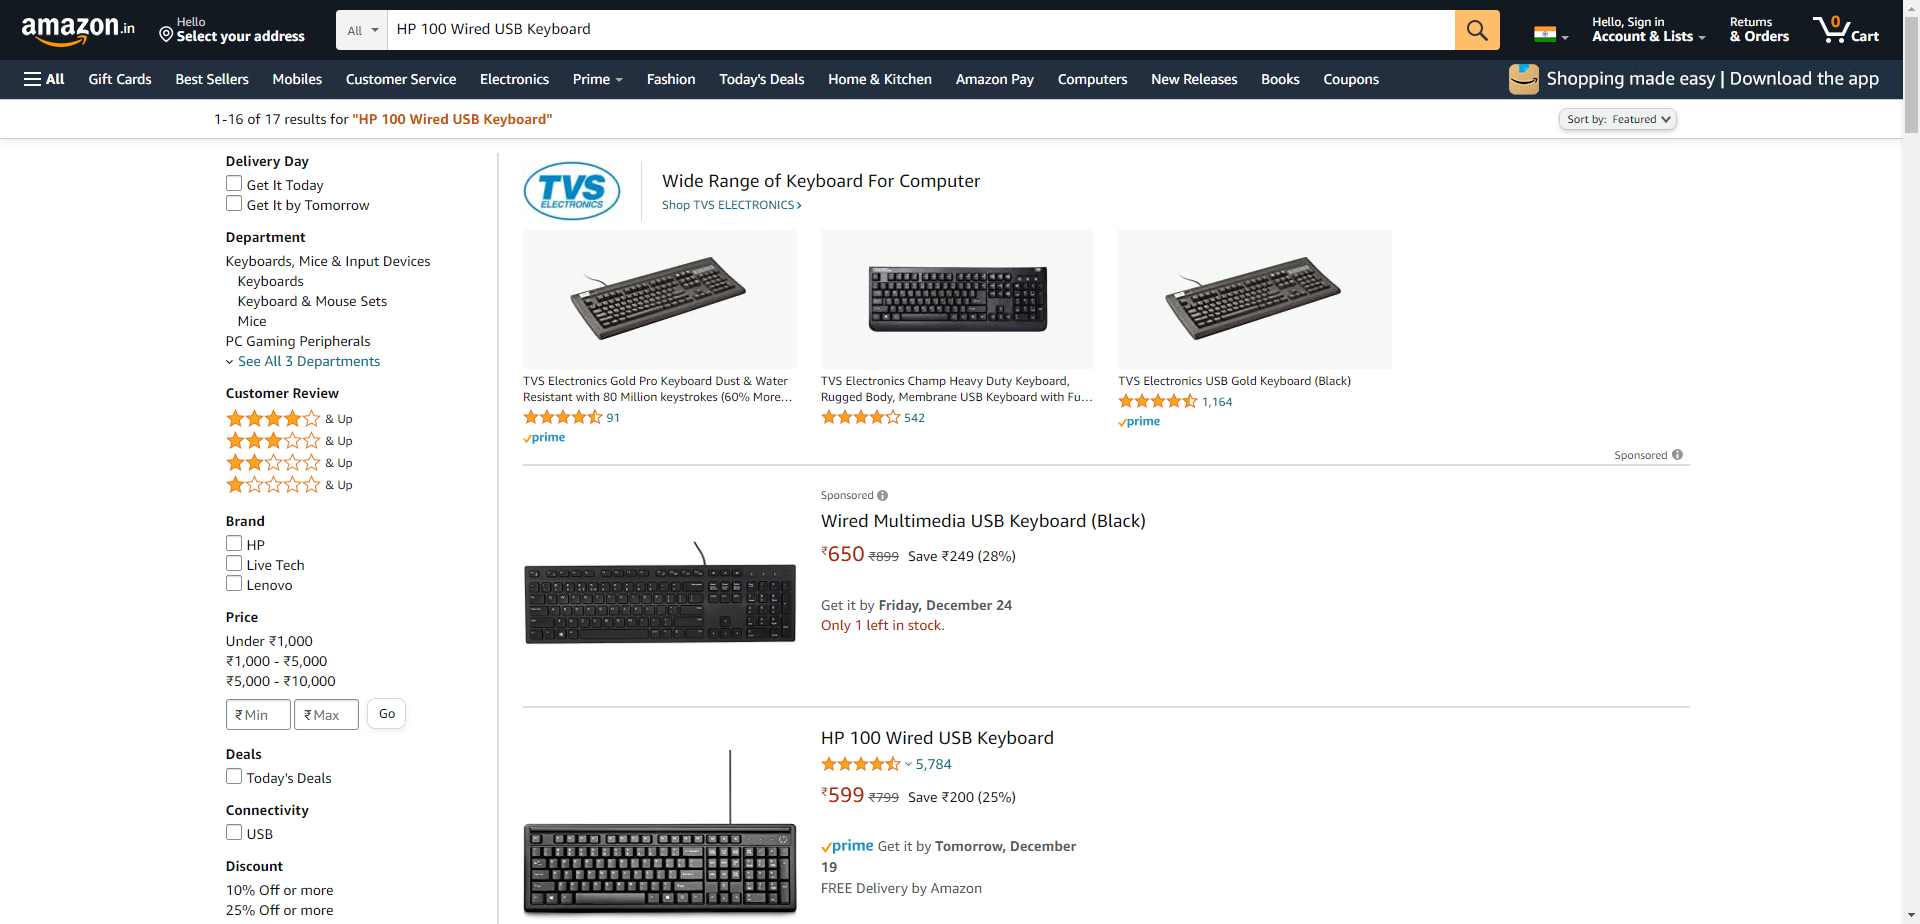 amazon.in
Hello
Select your address
All
HP 100 Wired USB Keyboard
Hello, Sign in
Account & Lists
Returns
& Orders
0
Cart
All
Gift Cards
Best Sellers
Mobiles
Customer Service
Electronics
Prime
Fashion
Today's Deals
Home & Kitchen
Amazon Pay
Computers
New Releases
Books
Coupons
Shopping made easy | Download the app
1-16 of 17 results for "HP 100 Wired USB Keyboard"
Sort by: Featured
Delivery Day
Get It Today
Get It by Tomorrow
Department
Keyboards, Mice & Input Devices
Keyboards
Keyboard & Mouse Sets
Mice
PC Gaming Peripherals
See All 3 Departments
Customer Review
& Up
& Up
& Up
& Up
Brand
HP
Live Tech
Lenovo
Price
Under ₹1,000
₹1,000 - ₹5,000
₹5,000 - ₹10,000
₹ Min
₹ Max
Go
Deals
Today's Deals
Connectivity
USB
Discount
10% Off or more
25% Off or more
TVS
ELECTRONICS
Wide Range of Keyboard For Computer
Shop TVS ELECTRONICS
TVS Electronics Gold Pro Keyboard Dust & Water
Resistant with 80 Million keystrokes (60% More...
91
prime
TVS Electronics Champ Heavy Duty Keyboard,
Rugged Body, Membrane USB Keyboard with Fu...
542
TVS Electronics USB Gold Keyboard (Black)
1,164
prime
Sponsored
Sponsored
Wired Multimedia USB Keyboard (Black)
₹650 ₹899 Save ₹249 (28%)
Get it by Friday, December 24
Only 1 left in stock.
HP 100 Wired USB Keyboard
5,784
₹599 ₹799 Save ₹200 (25%)
prime Get it by Tomorrow, December
19
FREE Delivery by Amazon